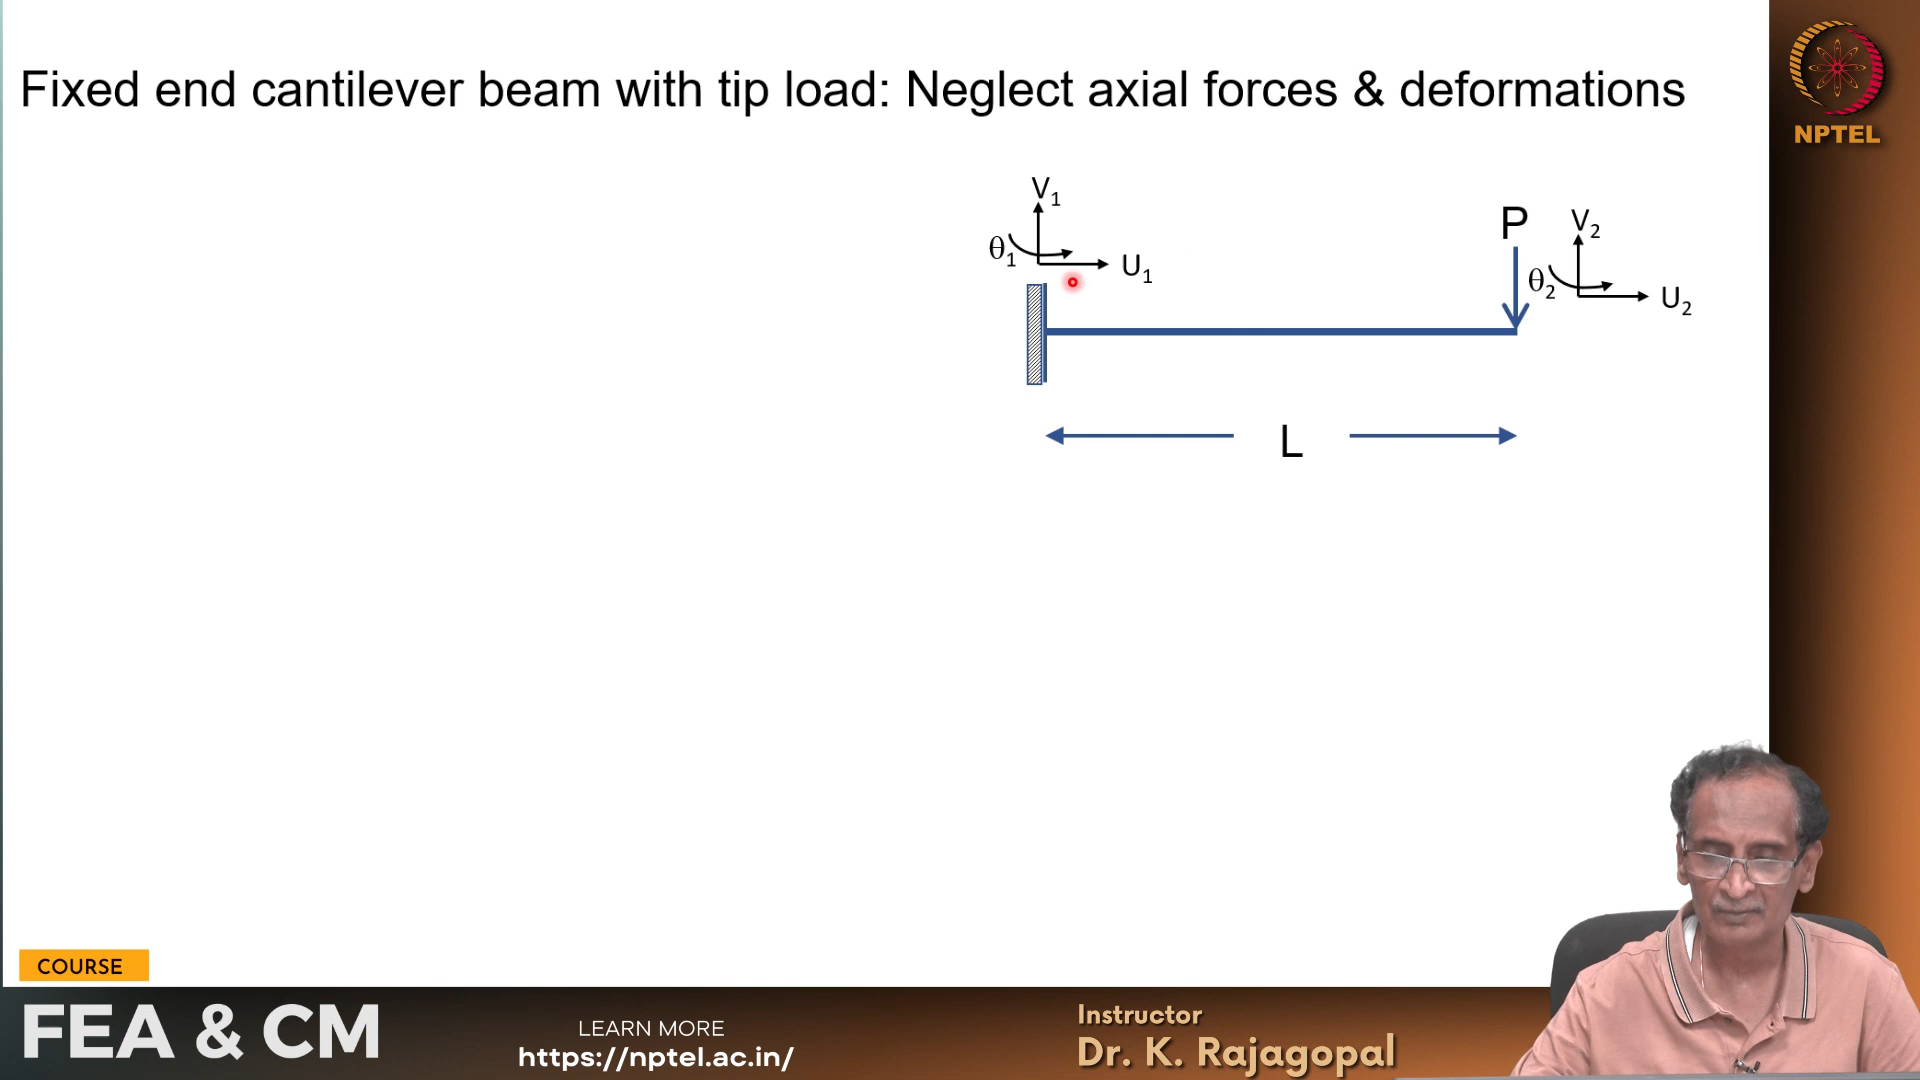 Fixed end cantilever beam with tip load: Neglect axial forces & deformations
NPTEL
V1
θ1
U1
P
V2
θ2
U2
L
COURSE
FEA & CM
LEARN MORE
https://nptel.ac.in/
Instructor
Dr. K. Rajagopal